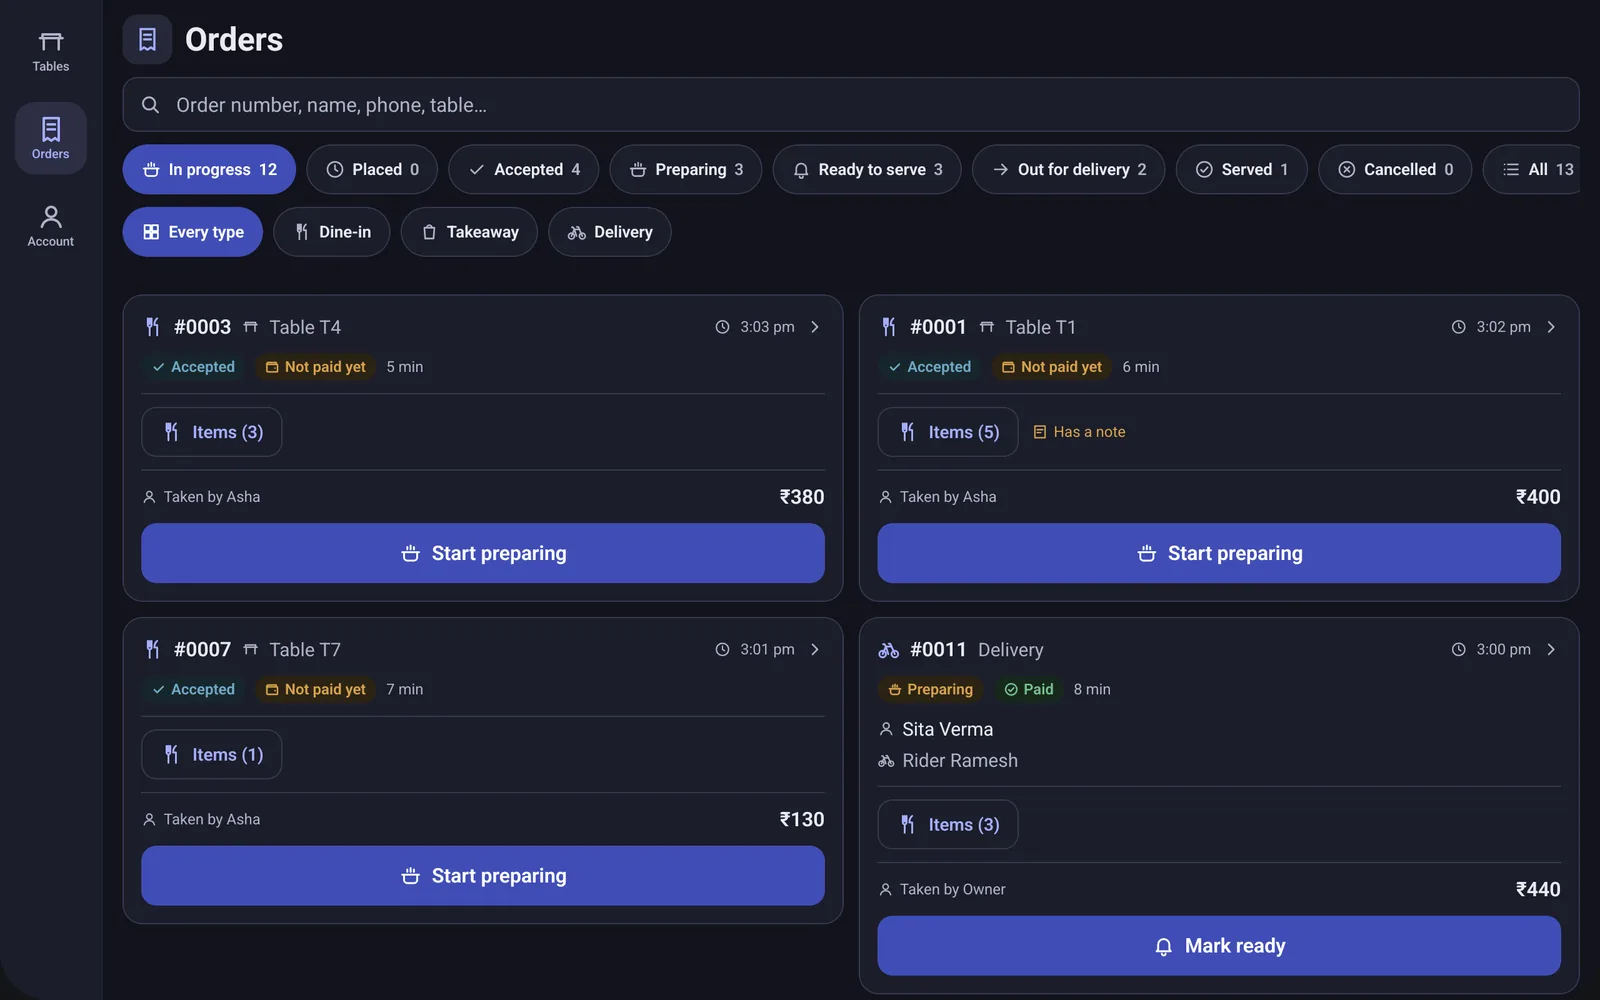 Tables
Orders
Account
Orders
Order number, name, phone, table...
In progress 12
Placed 0
Accepted 4
Preparing 3
Ready to serve 3
Out for delivery 2
Served 1
Cancelled 0
All 13
Every type
Dine-in
Takeaway
Delivery
#0003 Table T4 3:03 pm
Accepted Not paid yet 5 min
Items (3)
Taken by Asha ₹380
Start preparing
#0001 Table T1 3:02 pm
Accepted Not paid yet 6 min
Items (5) Has a note
Taken by Asha ₹400
Start preparing
#0007 Table T7 3:01 pm
Accepted Not paid yet 7 min
Items (1)
Taken by Asha ₹130
Start preparing
#0011 Delivery 3:00 pm
Preparing Paid 8 min
Sita Verma
Rider Ramesh
Items (3)
Taken by Owner ₹440
Mark ready